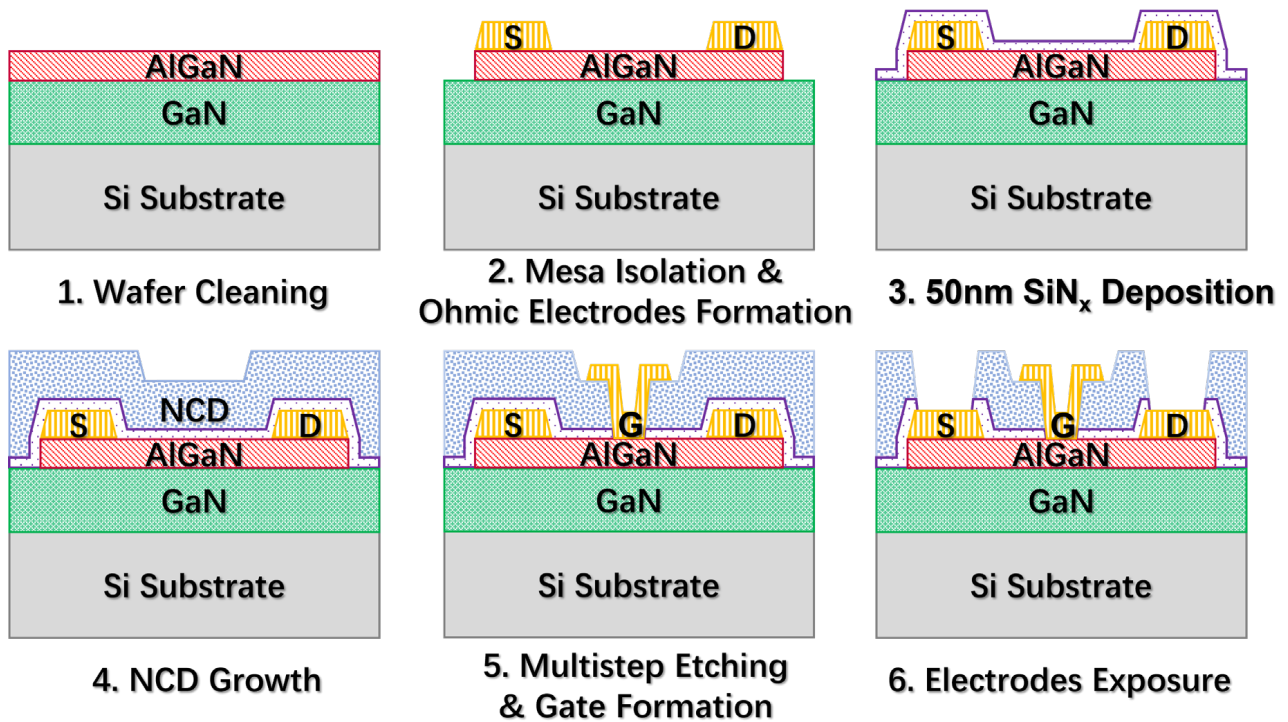 AlGaN
GaN
Si Substrate
1. Wafer Cleaning
S D
AlGaN
GaN
Si Substrate
2. Mesa Isolation &
Ohmic Electrodes Formation
S D
AlGaN
GaN
Si Substrate
3. 50nm SiNₓ Deposition
NCD
S D
AlGaN
GaN
Si Substrate
4. NCD Growth
S G D
AlGaN
GaN
Si Substrate
5. Multistep Etching
& Gate Formation
S G D
AlGaN
GaN
Si Substrate
6. Electrodes Exposure